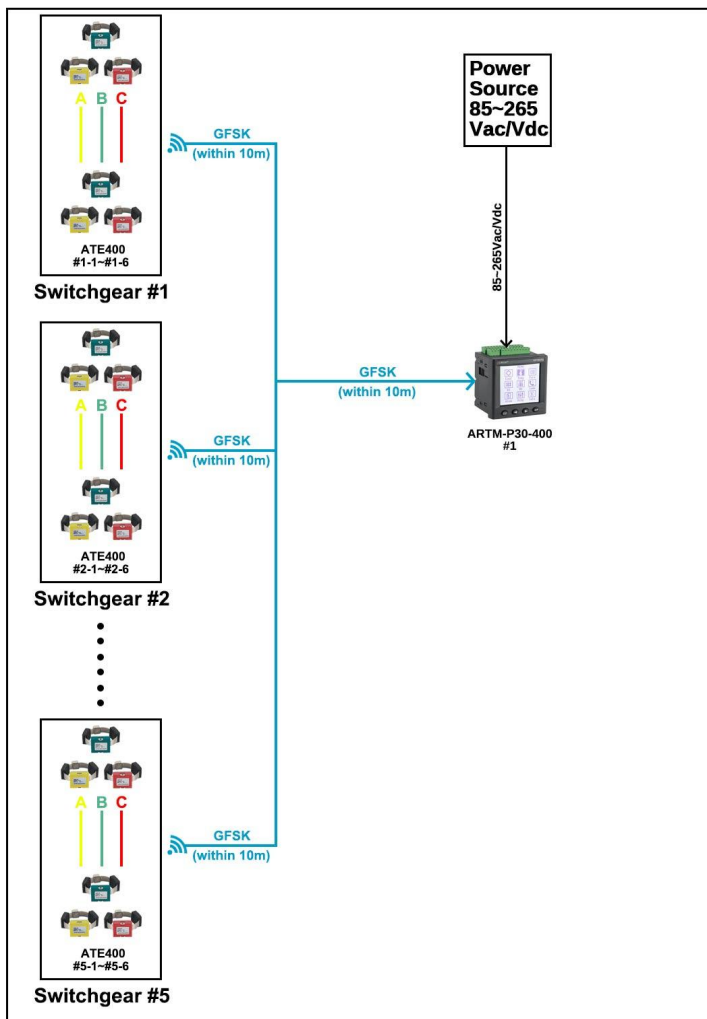 A B C
ATE400
#1-1~#1-6
Switchgear #1
GFSK
(within 10m)
Power
Source
85~265
Vac/Vdc
85~265Vac/Vdc
A B C
ATE400
#2-1~#2-6
Switchgear #2
GFSK
(within 10m)
GFSK
(within 10m)
ARTM-P30-400
#1
A B C
ATE400
#5-1~#5-6
Switchgear #5
GFSK
(within 10m)